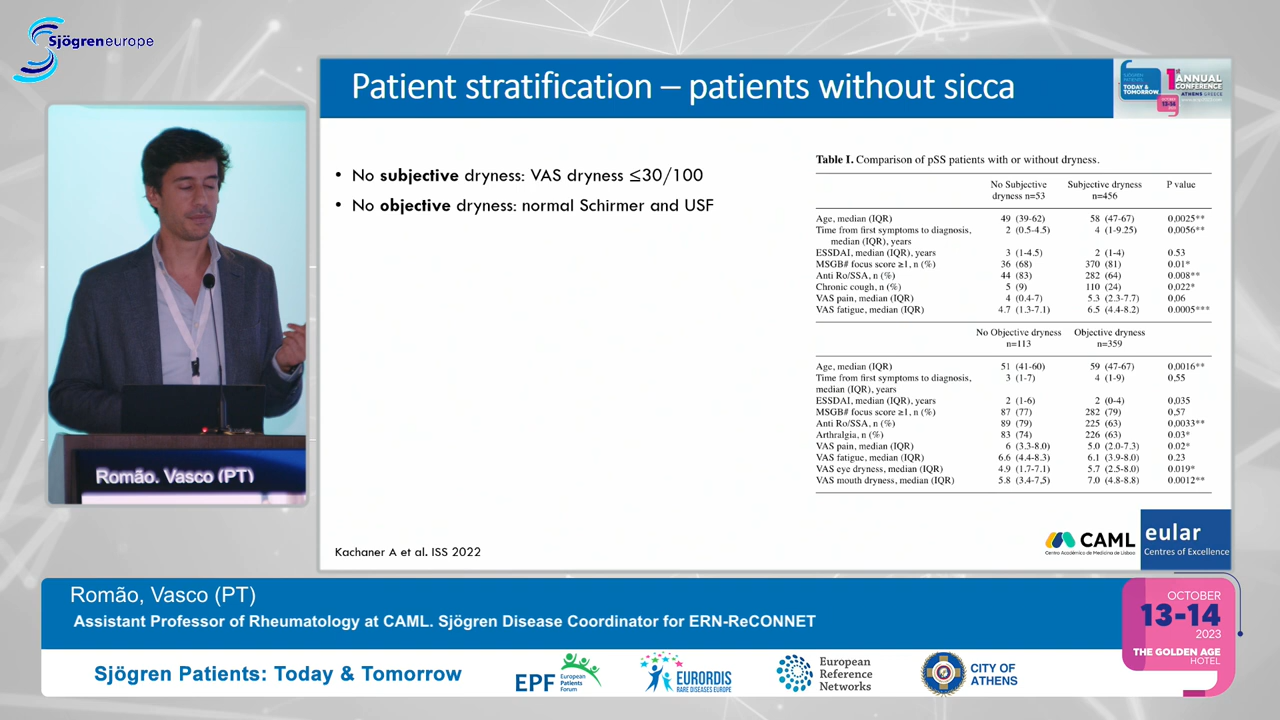 Sjögreneurope
Patient stratification – patients without sicca
SJÖGREN
PATIENTS
TODAY &
TOMORROW
1st ANNUAL
CONFERENCE
ATHENS GREECE
OCTOBER
13-14
• No subjective dryness: VAS dryness ≤30/100
• No objective dryness: normal Schirmer and USF
Table I. Comparison of pSS patients with or without dryness.
No Subjective Subjective dryness P value
dryness n=53 n=456
Age, median (IQR) 49 (39-62) 58 (47-67) 0.0025**
Time from first symptoms to diagnosis, 2 (0.5-4.5) 4 (1-9.25) 0.0056**
median (IQR), years
ESSDAI, median (IQR), years 3 (1-4.5) 2 (1-4) 0.53
MSGB# focus score ≥1, n (%) 36 (68) 370 (81) 0.01*
Anti Ro/SSA, n (%) 44 (83) 282 (64) 0.008**
Chronic cough, n (%) 5 (9) 110 (24) 0.022*
VAS pain, median (IQR) 4 (0.4-7) 5.3 (2.3-7.7) 0.06
VAS fatigue, median (IQR) 4.7 (1.3-7.1) 6.5 (4.4-8.2) 0.0005***
No Objective dryness Objective dryness
n=113 n=359
Age, median (IQR) 51 (41-60) 59 (47-67) 0.0016**
Time from first symptoms to diagnosis, 3 (1-7) 4 (1-9) 0.55
median (IQR), years
ESSDAI, median (IQR), years 2 (1-6) 2 (0-4) 0.035
MSGB# focus score ≥1, n (%) 87 (77) 282 (79) 0.57
Anti Ro/SSA, n (%) 89 (79) 225 (63) 0.0033**
Arthralgia, n (%) 83 (74) 226 (63) 0.03*
VAS pain, median (IQR) 6 (3.3-8.0) 5.0 (2.0-7.3) 0.02*
VAS fatigue, median (IQR) 6.6 (4.4-8.3) 6.1 (3.9-8.0) 0.23
VAS eye dryness, median (IQR) 4.9 (1.7-7.1) 5.7 (2.5-8.0) 0.019*
VAS mouth dryness, median (IQR) 5.8 (3.4-7.5) 7.0 (4.8-8.8) 0.0012**
Kachaner A et al. ISS 2022
CAML
Centro Académico de Medicina de Lisboa
eular
Centres of Excellence
Romão. Vasco (PT)
Romão, Vasco (PT)
Assistant Professor of Rheumatology at CAML. Sjögren Disease Coordinator for ERN-ReCONNET
OCTOBER
13-14
2023
THE GOLDEN AGE
HOTEL
Sjögren Patients: Today & Tomorrow
EPF
European
Patients
Forum
EURORDIS
RARE DISEASES EUROPE
European
Reference
Networks
CITY OF
ATHENS